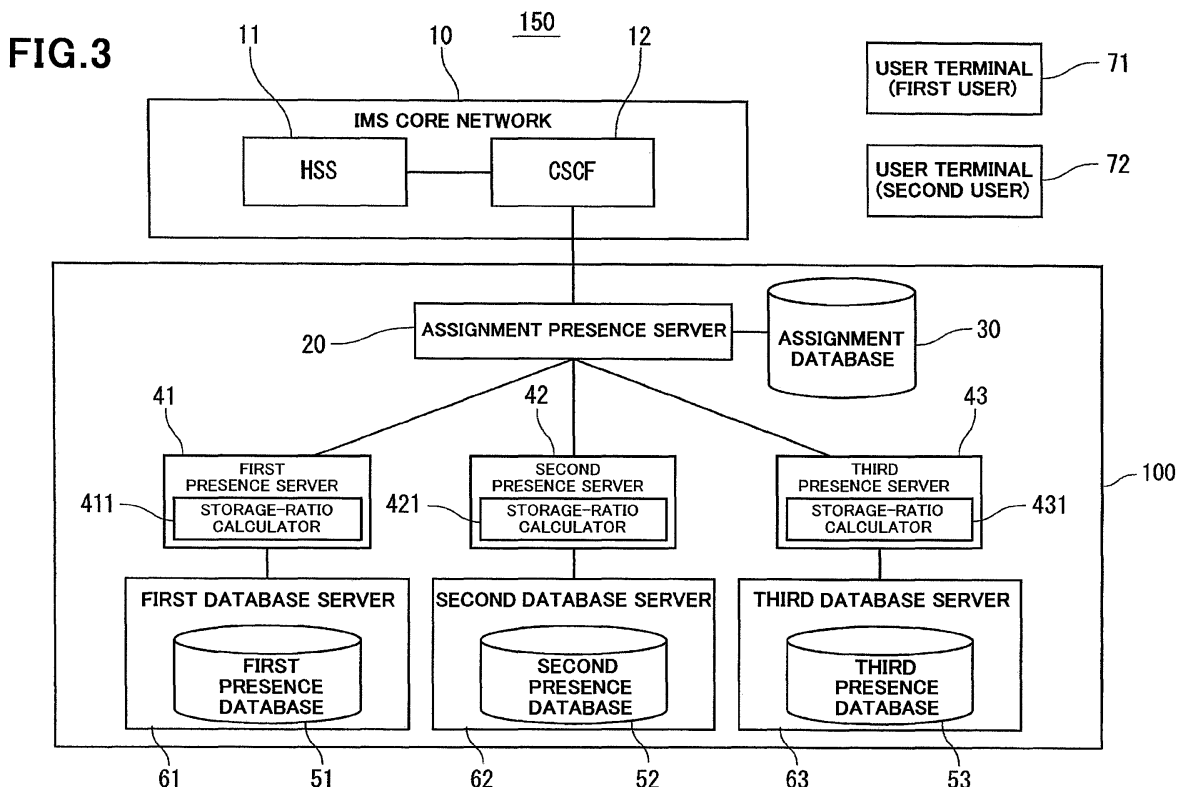 FIG.3
150
11
10
12
IMS CORE NETWORK
HSS
CSCF
USER TERMINAL
(FIRST USER)
71
USER TERMINAL
(SECOND USER)
72
ASSIGNMENT PRESENCE SERVER
20
ASSIGNMENT
DATABASE
30
41
42
43
FIRST
PRESENCE SERVER
STORAGE-RATIO
CALCULATOR
411
SECOND
PRESENCE SERVER
STORAGE-RATIO
CALCULATOR
421
THIRD
PRESENCE SERVER
STORAGE-RATIO
CALCULATOR
431
100
FIRST DATABASE SERVER
FIRST
PRESENCE
DATABASE
SECOND DATABASE SERVER
SECOND
PRESENCE
DATABASE
THIRD DATABASE SERVER
THIRD
PRESENCE
DATABASE
61
51
62
52
63
53